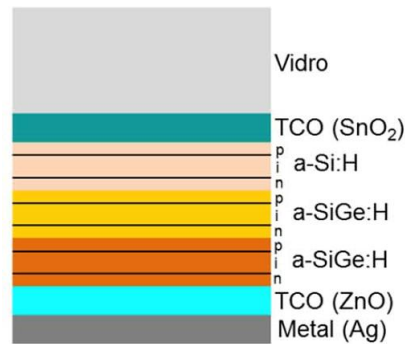 Vidro
TCO (SnO₂)
p
i a-Si:H
n
p
i a-SiGe:H
n
p
i a-SiGe:H
n
TCO (ZnO)
Metal (Ag)